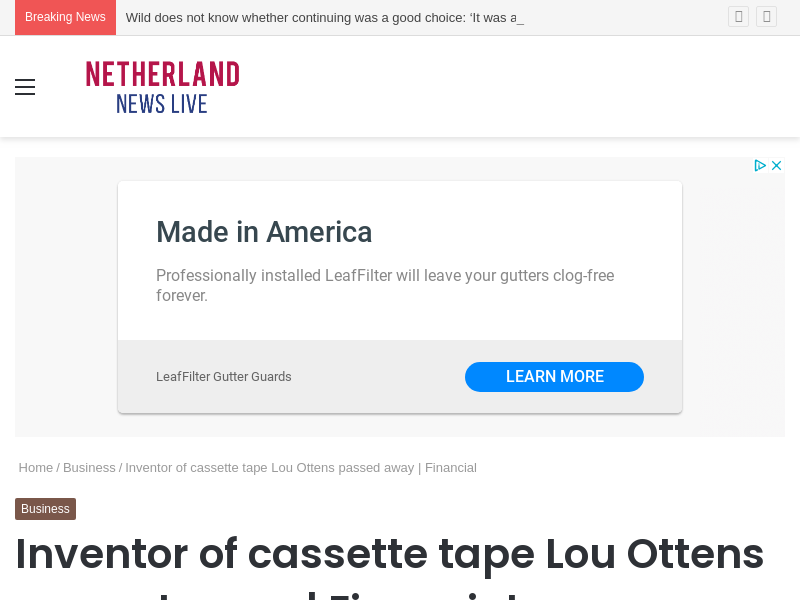 Breaking News
Wild does not know whether continuing was a good choice: ‘It was a_
NETHERLAND
NEWS LIVE
Made in America
Professionally installed LeafFilter will leave your gutters clog-free
forever.
LeafFilter Gutter Guards
LEARN MORE
Home / Business / Inventor of cassette tape Lou Ottens passed away | Financial
Business
Inventor of cassette tape Lou Ottens